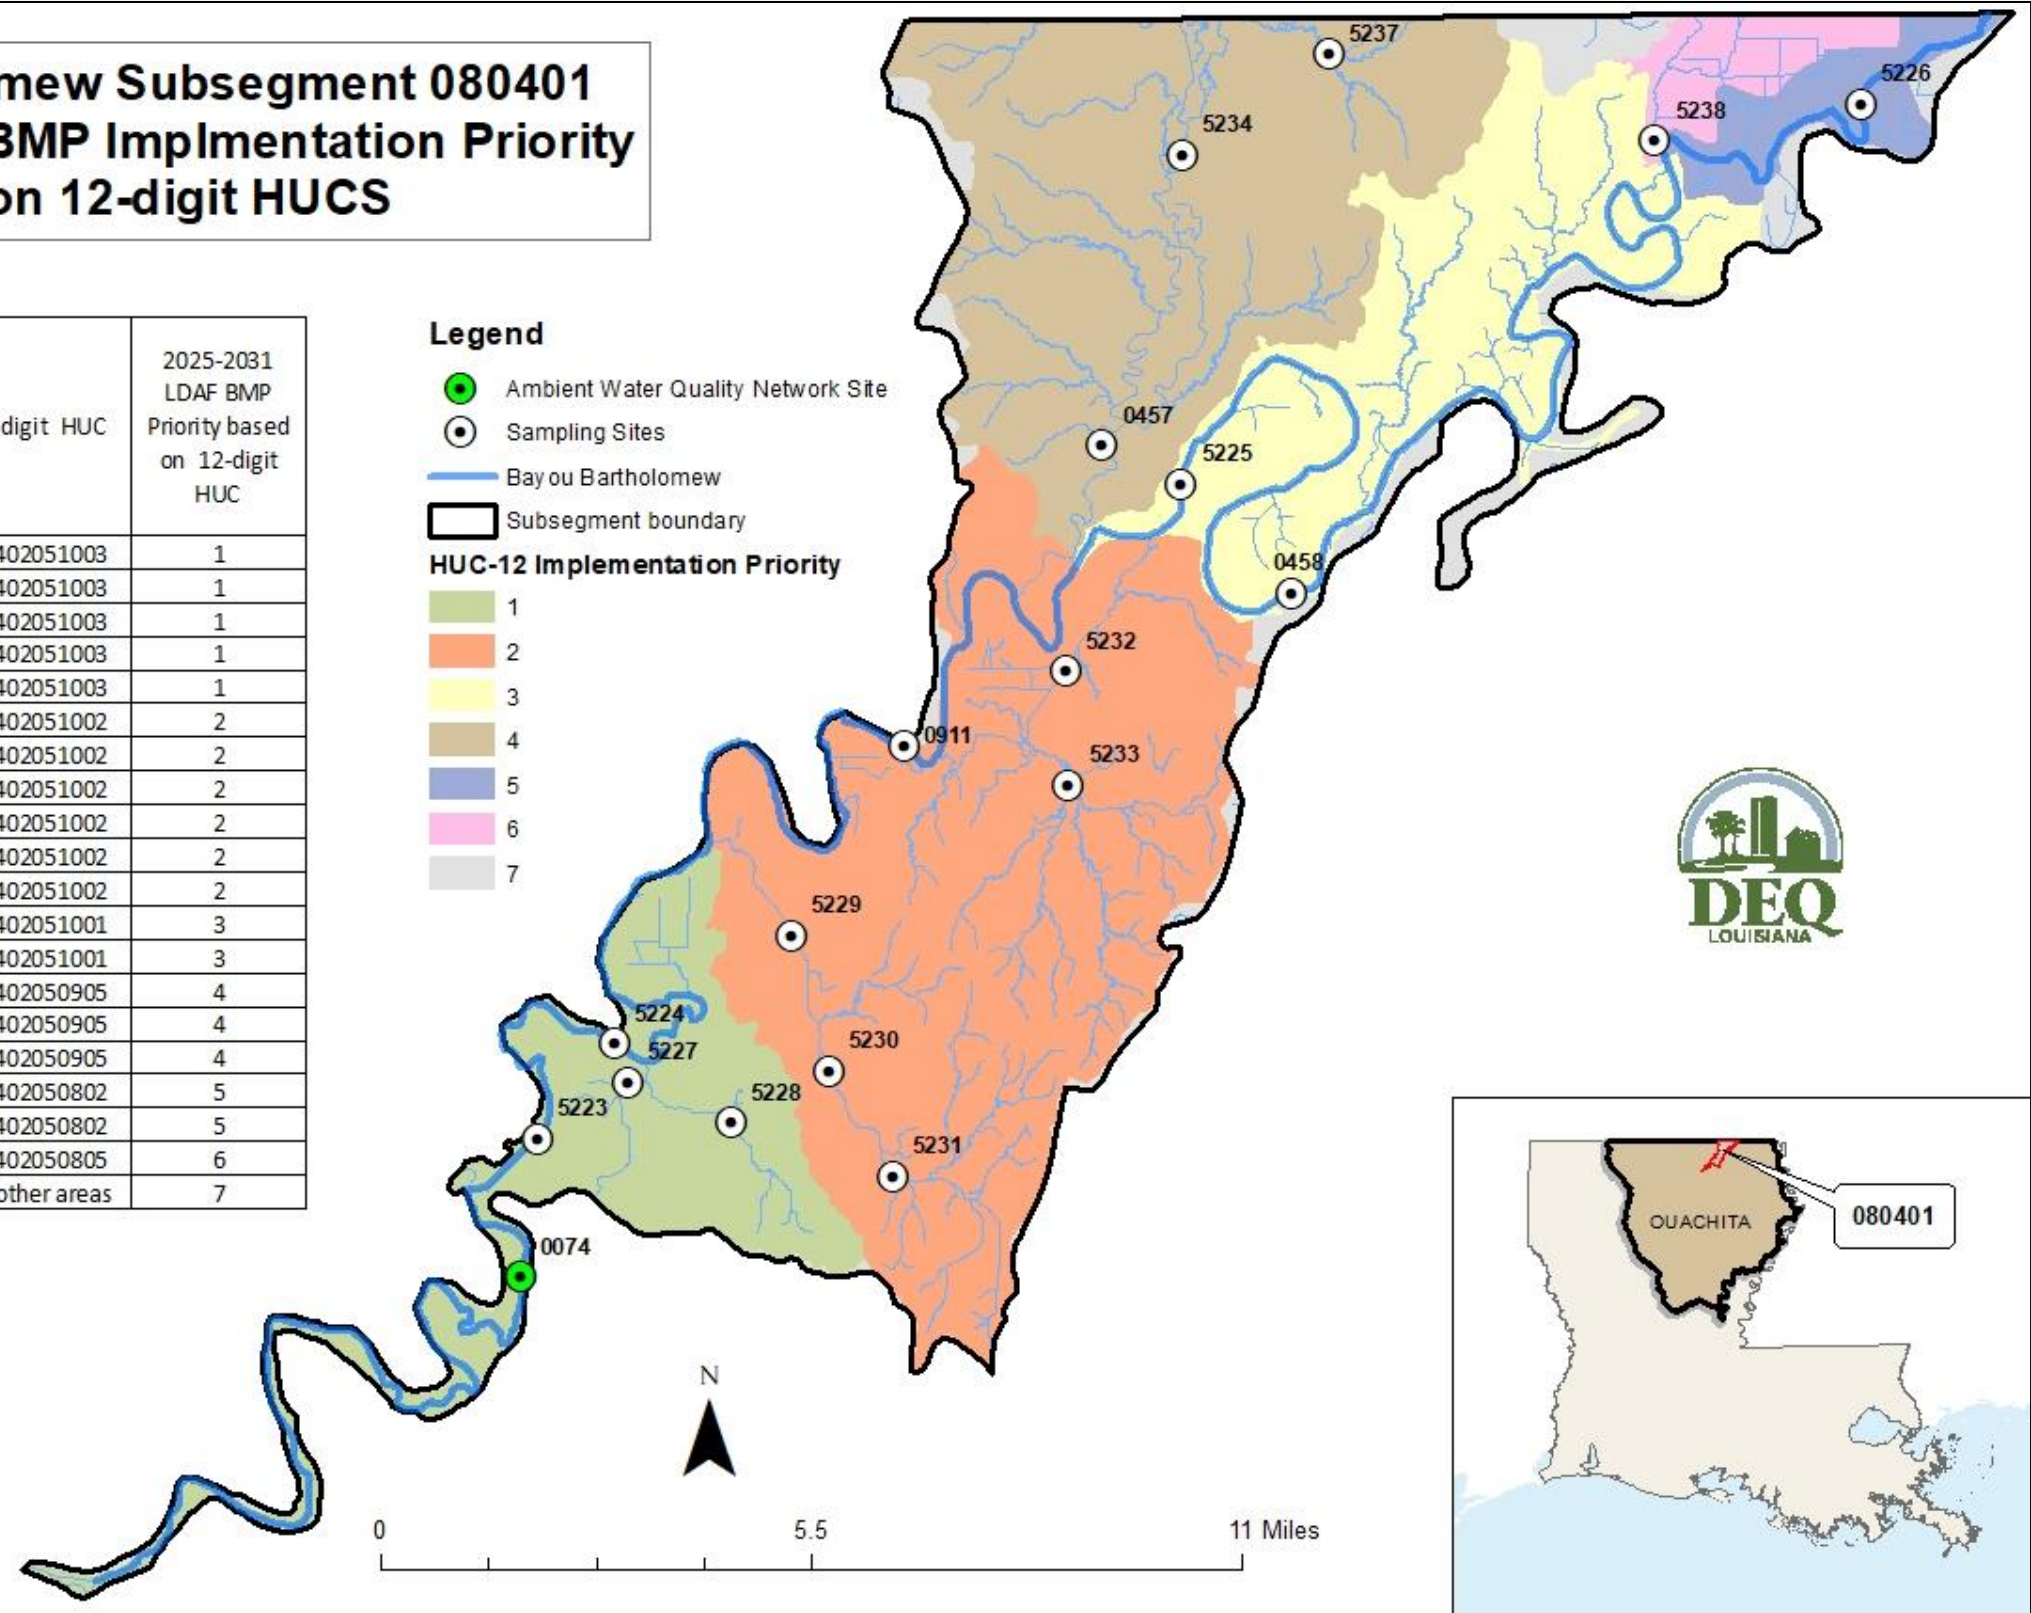 mew Subsegment 080401
BMP Implmentation Priority
on 12-digit HUCS
digit HUC
2025-2031
LDAF BMP
Priority based
on 12-digit
HUC
402051003 1
402051003 1
402051003 1
402051003 1
402051003 1
402051002 2
402051002 2
402051002 2
402051002 2
402051002 2
402051002 2
402051001 3
402051001 3
402050905 4
402050905 4
402050905 4
402050802 5
402050802 5
402050805 6
other areas 7
Legend
Ambient Water Quality Network Site
Sampling Sites
Bayou Bartholomew
Subsegment boundary
HUC-12 Implementation Priority
1
2
3
4
5
6
7
5237
5226
5238
5234
0457
5225
0458
5232
0911
5233
5229
5224
5230
5227
5228
5223
5231
0074
DEQ
LOUISIANA
N
0 5.5 11 Miles
OUACHITA
080401